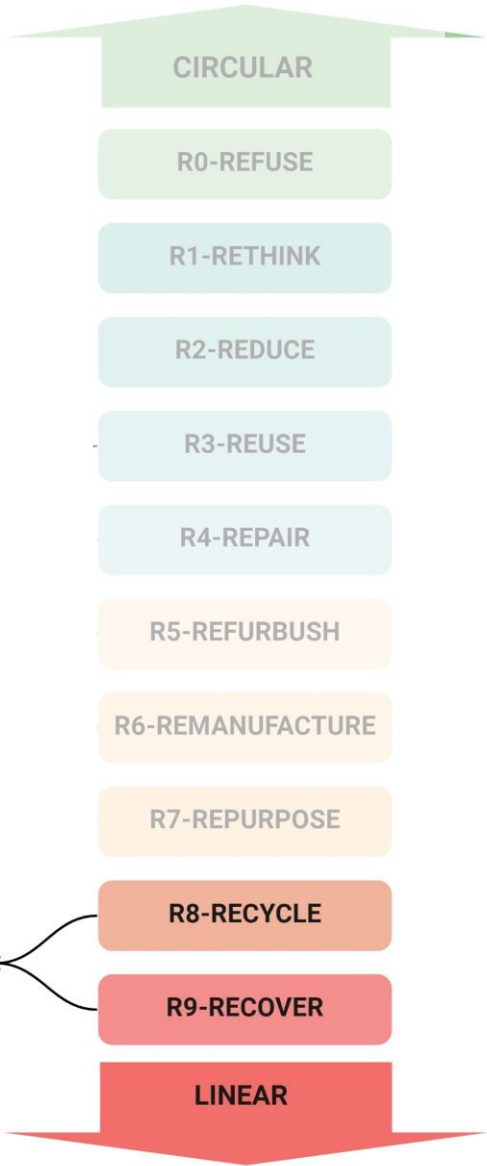 CIRCULAR
R0-REFUSE
R1-RETHINK
R2-REDUCE
R3-REUSE
R4-REPAIR
R5-REFURBUSH
R6-REMANUFACTURE
R7-REPURPOSE
R8-RECYCLE
R9-RECOVER
LINEAR